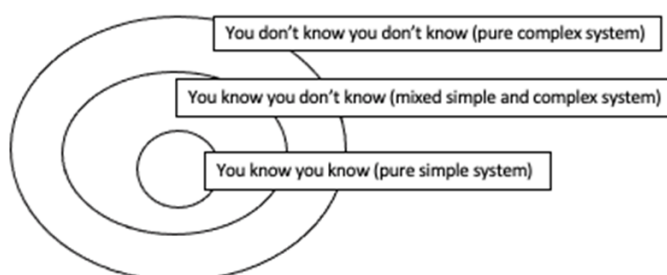 You don’t know you don’t know (pure complex system)
You know you don’t know (mixed simple and complex system)
You know you know (pure simple system)